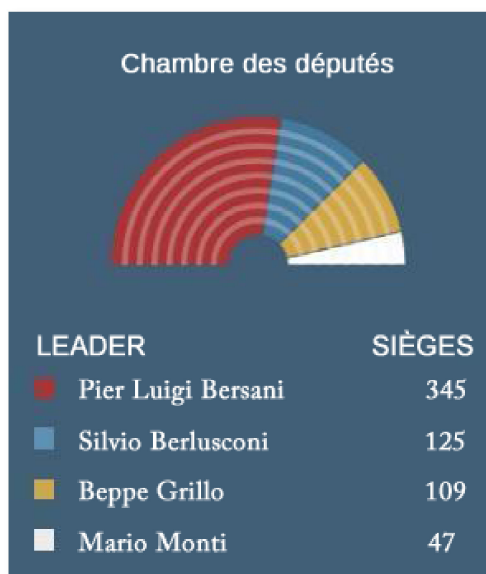 Chambre des députés
LEADER SIÈGES
Pier Luigi Bersani 345
Silvio Berlusconi 125
Beppe Grillo 109
Mario Monti 47